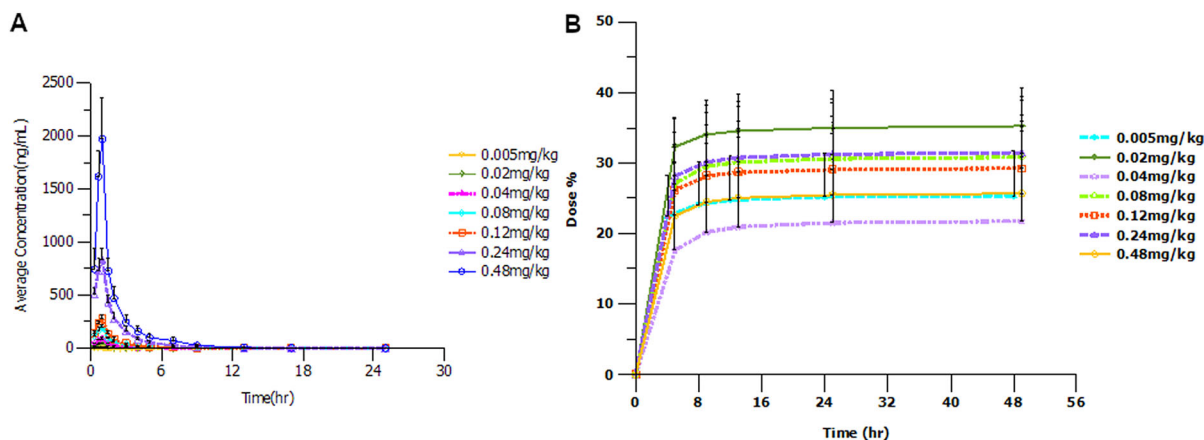 A
Average Concentration(ng/mL)
2500
2000
1500
1000
500
0
0 6 12 18 24 30
Time(hr)
0.005mg/kg
0.02mg/kg
0.04mg/kg
0.08mg/kg
0.12mg/kg
0.24mg/kg
0.48mg/kg
B
Dose %
50
40
30
20
10
0
0 8 16 24 32 40 48 56
Time (hr)
0.005mg/kg
0.02mg/kg
0.04mg/kg
0.08mg/kg
0.12mg/kg
0.24mg/kg
0.48mg/kg